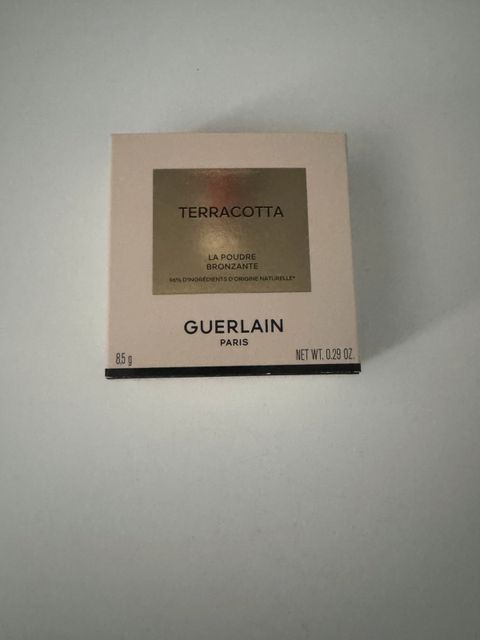 TERRACOTTA
LA POUDRE
BRONZANTE
96% D'INGRÉDIENTS D'ORIGINE NATURELLE*
GUERLAIN
PARIS
8,5 g NET WT. 0.29 OZ.